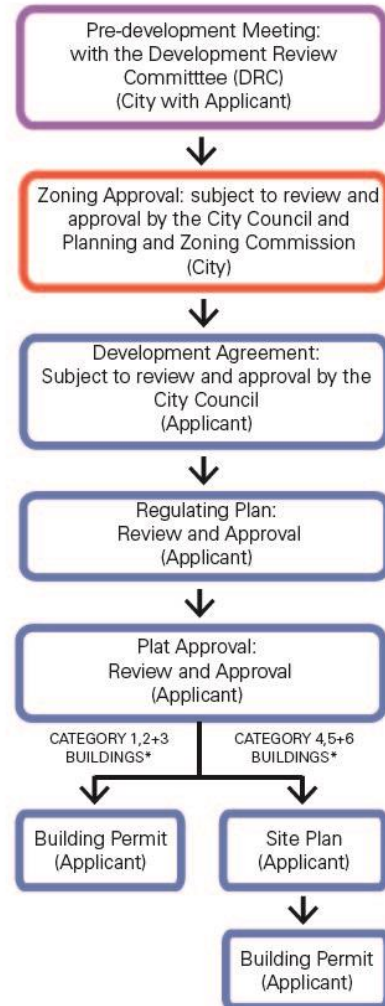 Pre-development Meeting:
with the Development Review
Committtee (DRC)
(City with Applicant)
Zoning Approval: subject to review and
approval by the City Council and
Planning and Zoning Commission
(City)
Development Agreement:
Subject to review and approval by the
City Council
(Applicant)
Regulating Plan:
Review and Approval
(Applicant)
Plat Approval:
Review and Approval
(Applicant)
CATEGORY 1,2+3
BUILDINGS*
CATEGORY 4,5+6
BUILDINGS*
Building Permit
(Applicant)
Site Plan
(Applicant)
Building Permit
(Applicant)